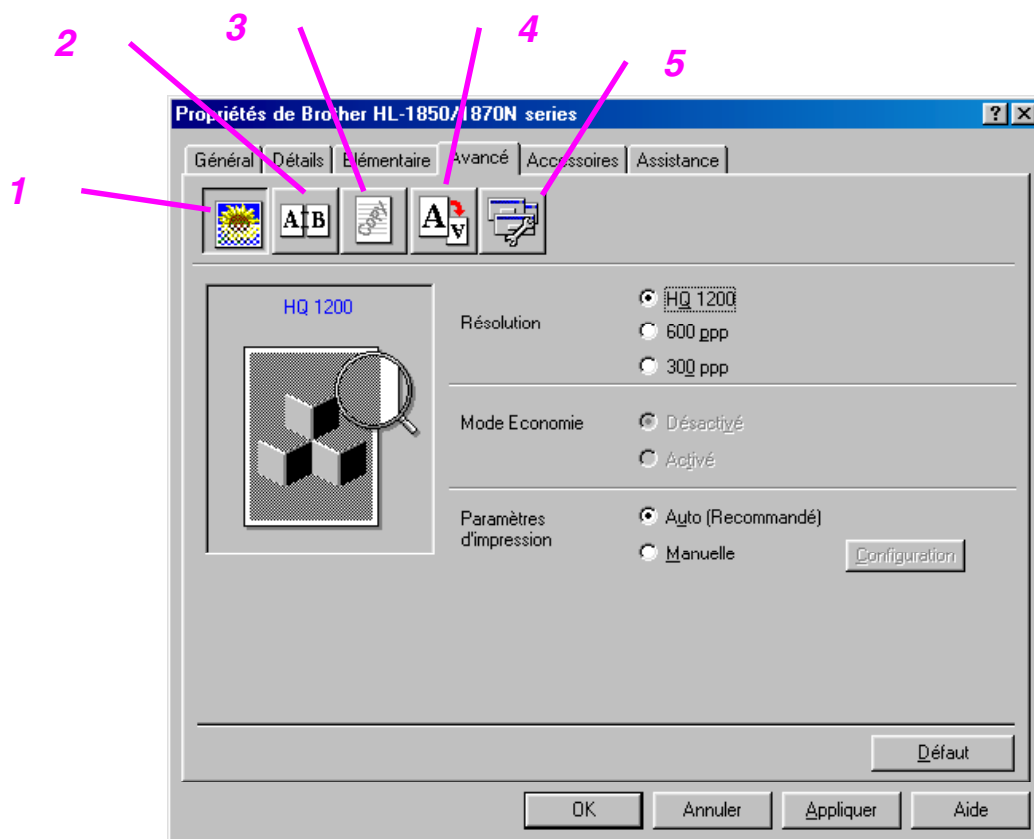 2
3
4
5
1
Propriétés de Brother HL-1850/1870N series
Général Détails Elémentaire Avancé Accessoires Assistance
A B COPY A A
HQ 1200
Résolution
HQ 1200
600 ppp
300 ppp
Mode Economie
Désactivé
Activé
Paramètres
d'impression
Auto (Recommandé)
Manuelle
Configuration
Défaut
OK Annuler Appliquer Aide